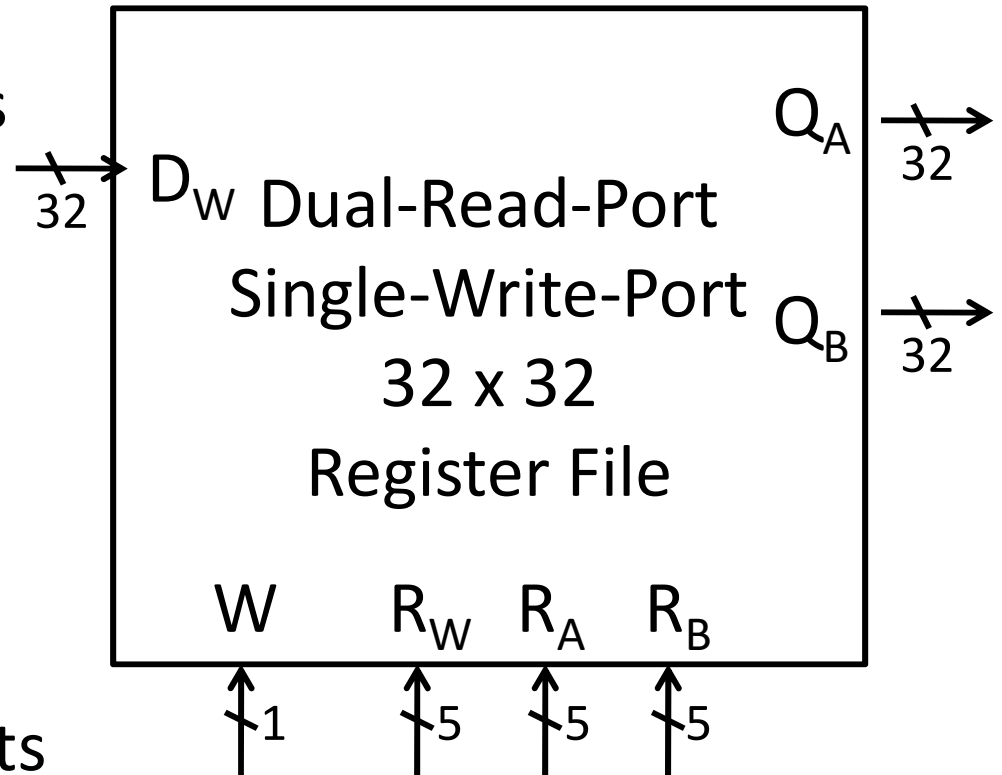 s
Q_A
32
D_W Dual-Read-Port
32
Single-Write-Port
Q_B
32
32 x 32
Register File
W R_W R_A R_B
1 5 5 5
ts